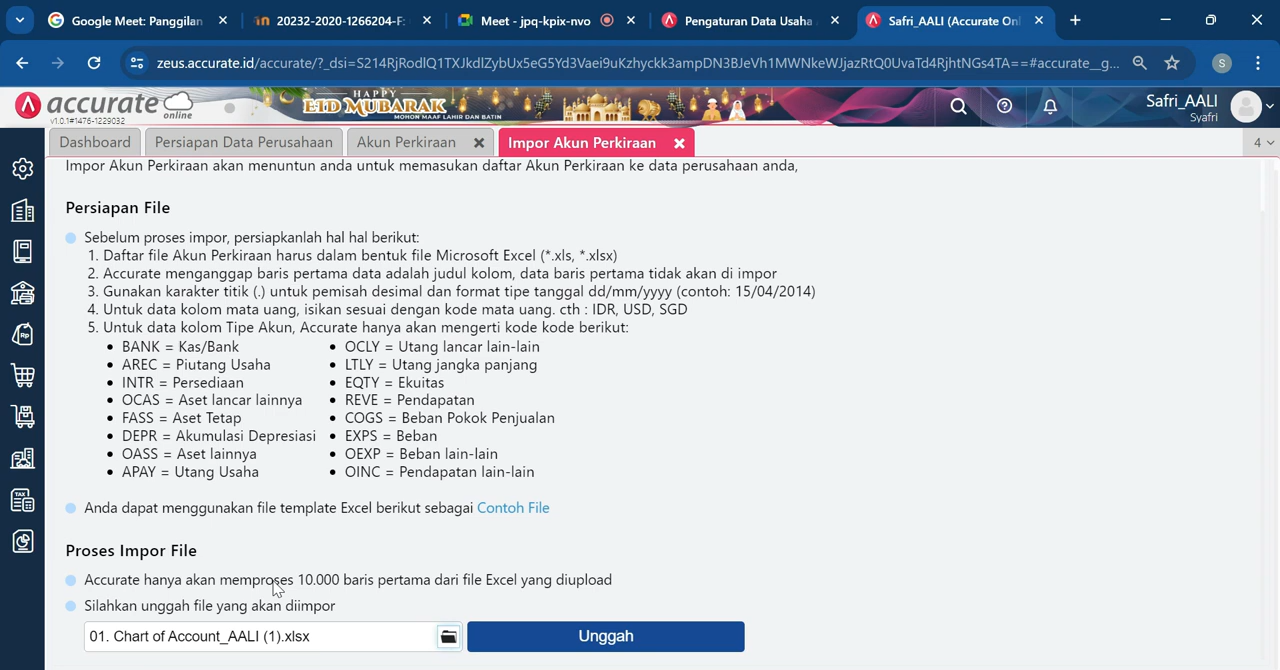 Google Meet: Panggilan
20232-2020-1266204-F:
Meet - jpq-kpix-nvo
Pengaturan Data Usaha
Safri_AALI (Accurate Onl
zeus.accurate.id/accurate/?_dsi=S214RjRodlQ1TXJkdlZybUx5eG5Yd3Vaei9uKzhyckk3ampDN3BJeVh1MWNkeWJjazRtQ0UvaTd4RjhtNGs4TA==#accurate__g...
S
accurate online
v1.0.1#1476-1229032
HAPPY
EID MUBARAK
MOHON MAAF LAHIR DAN BATIN
Safri_AALI
Syafri
Dashboard
Persiapan Data Perusahaan
Akun Perkiraan
Impor Akun Perkiraan
4
Impor Akun Perkiraan akan menuntun anda untuk memasukan daftar Akun Perkiraan ke data perusahaan anda,
Persiapan File
Sebelum proses impor, persiapkanlah hal hal berikut:
1. Daftar file Akun Perkiraan harus dalam bentuk file Microsoft Excel (*.xls, *.xlsx)
2. Accurate menganggap baris pertama data adalah judul kolom, data baris pertama tidak akan di impor
3. Gunakan karakter titik (.) untuk pemisah desimal dan format tipe tanggal dd/mm/yyyy (contoh: 15/04/2014)
4. Untuk data kolom mata uang, isikan sesuai dengan kode mata uang. cth : IDR, USD, SGD
5. Untuk data kolom Tipe Akun, Accurate hanya akan mengerti kode kode berikut:
BANK = Kas/Bank
AREC = Piutang Usaha
INTR = Persediaan
OCAS = Aset lancar lainnya
FASS = Aset Tetap
DEPR = Akumulasi Depresiasi
OASS = Aset lainnya
APAY = Utang Usaha
OCLY = Utang lancar lain-lain
LTLY = Utang jangka panjang
EQTY = Ekuitas
REVE = Pendapatan
COGS = Beban Pokok Penjualan
EXPS = Beban
OEXP = Beban lain-lain
OINC = Pendapatan lain-lain
Anda dapat menggunakan file template Excel berikut sebagai Contoh File
Proses Impor File
Accurate hanya akan memproses 10.000 baris pertama dari file Excel yang diupload
Silahkan unggah file yang akan diimpor
01. Chart of Account_AALI (1).xlsx
Unggah